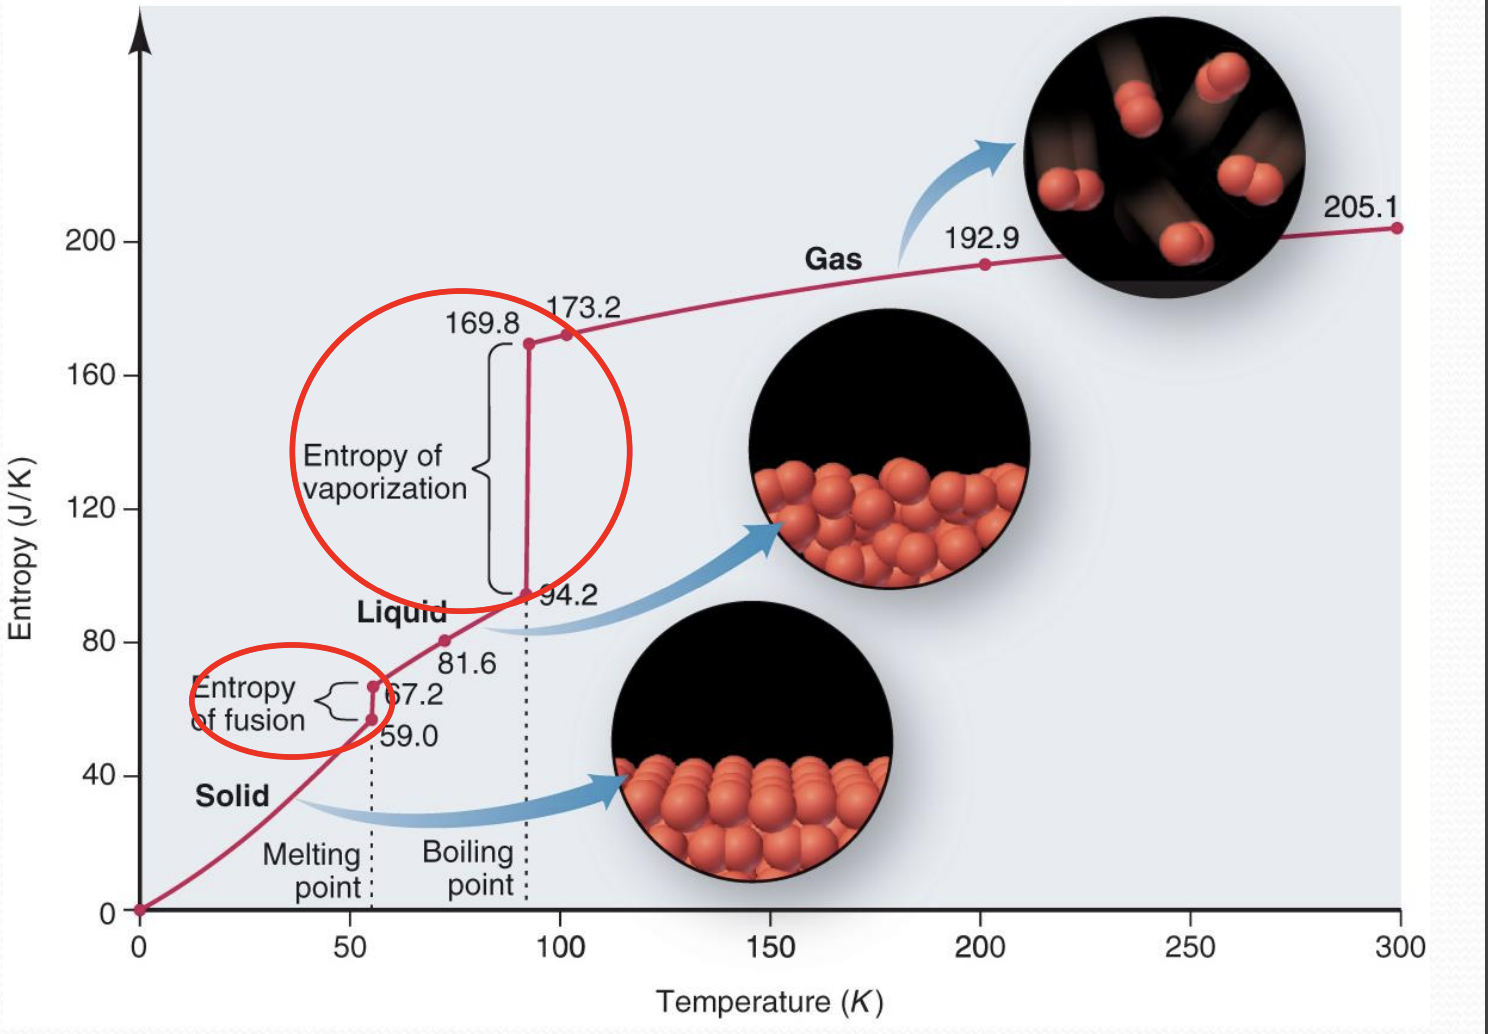 Entropy (J/K)
200
160
120
80
40
0
205.1
192.9
Gas
173.2
169.8
Entropy of
vaporization
94.2
Liquid
81.6
Entropy
of fusion
67.2
59.0
Solid
Melting
point
Boiling
point
0
50
100
150
200
250
300
Temperature (K)